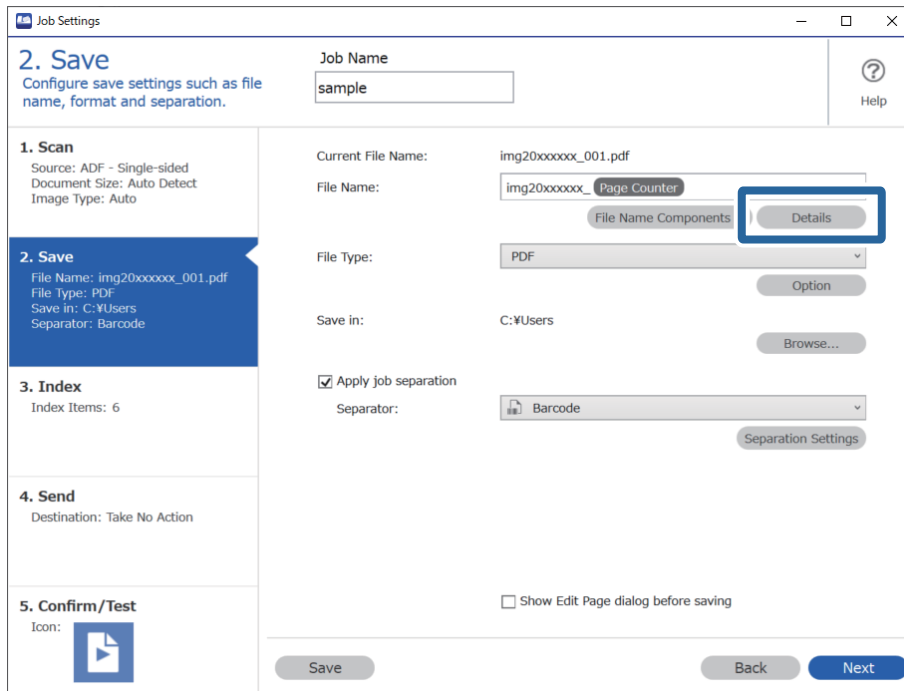 Job Settings
2. Save
Configure save settings such as file
name, format and separation.
Job Name
sample
Help
1. Scan
Source: ADF - Single-sided
Document Size: Auto Detect
Image Type: Auto
2. Save
File Name: img20xxxxxx_001.pdf
File Type: PDF
Save in: C:¥Users
Separator: Barcode
3. Index
Index Items: 6
4. Send
Destination: Take No Action
5. Confirm/Test
Icon:
Current File Name: img20xxxxxx_001.pdf
File Name: img20xxxxxx_ Page Counter
File Name Components Details
File Type: PDF
Option
Save in: C:¥Users
Browse...
Apply job separation
Separator: Barcode
Separation Settings
Show Edit Page dialog before saving
Save Back Next